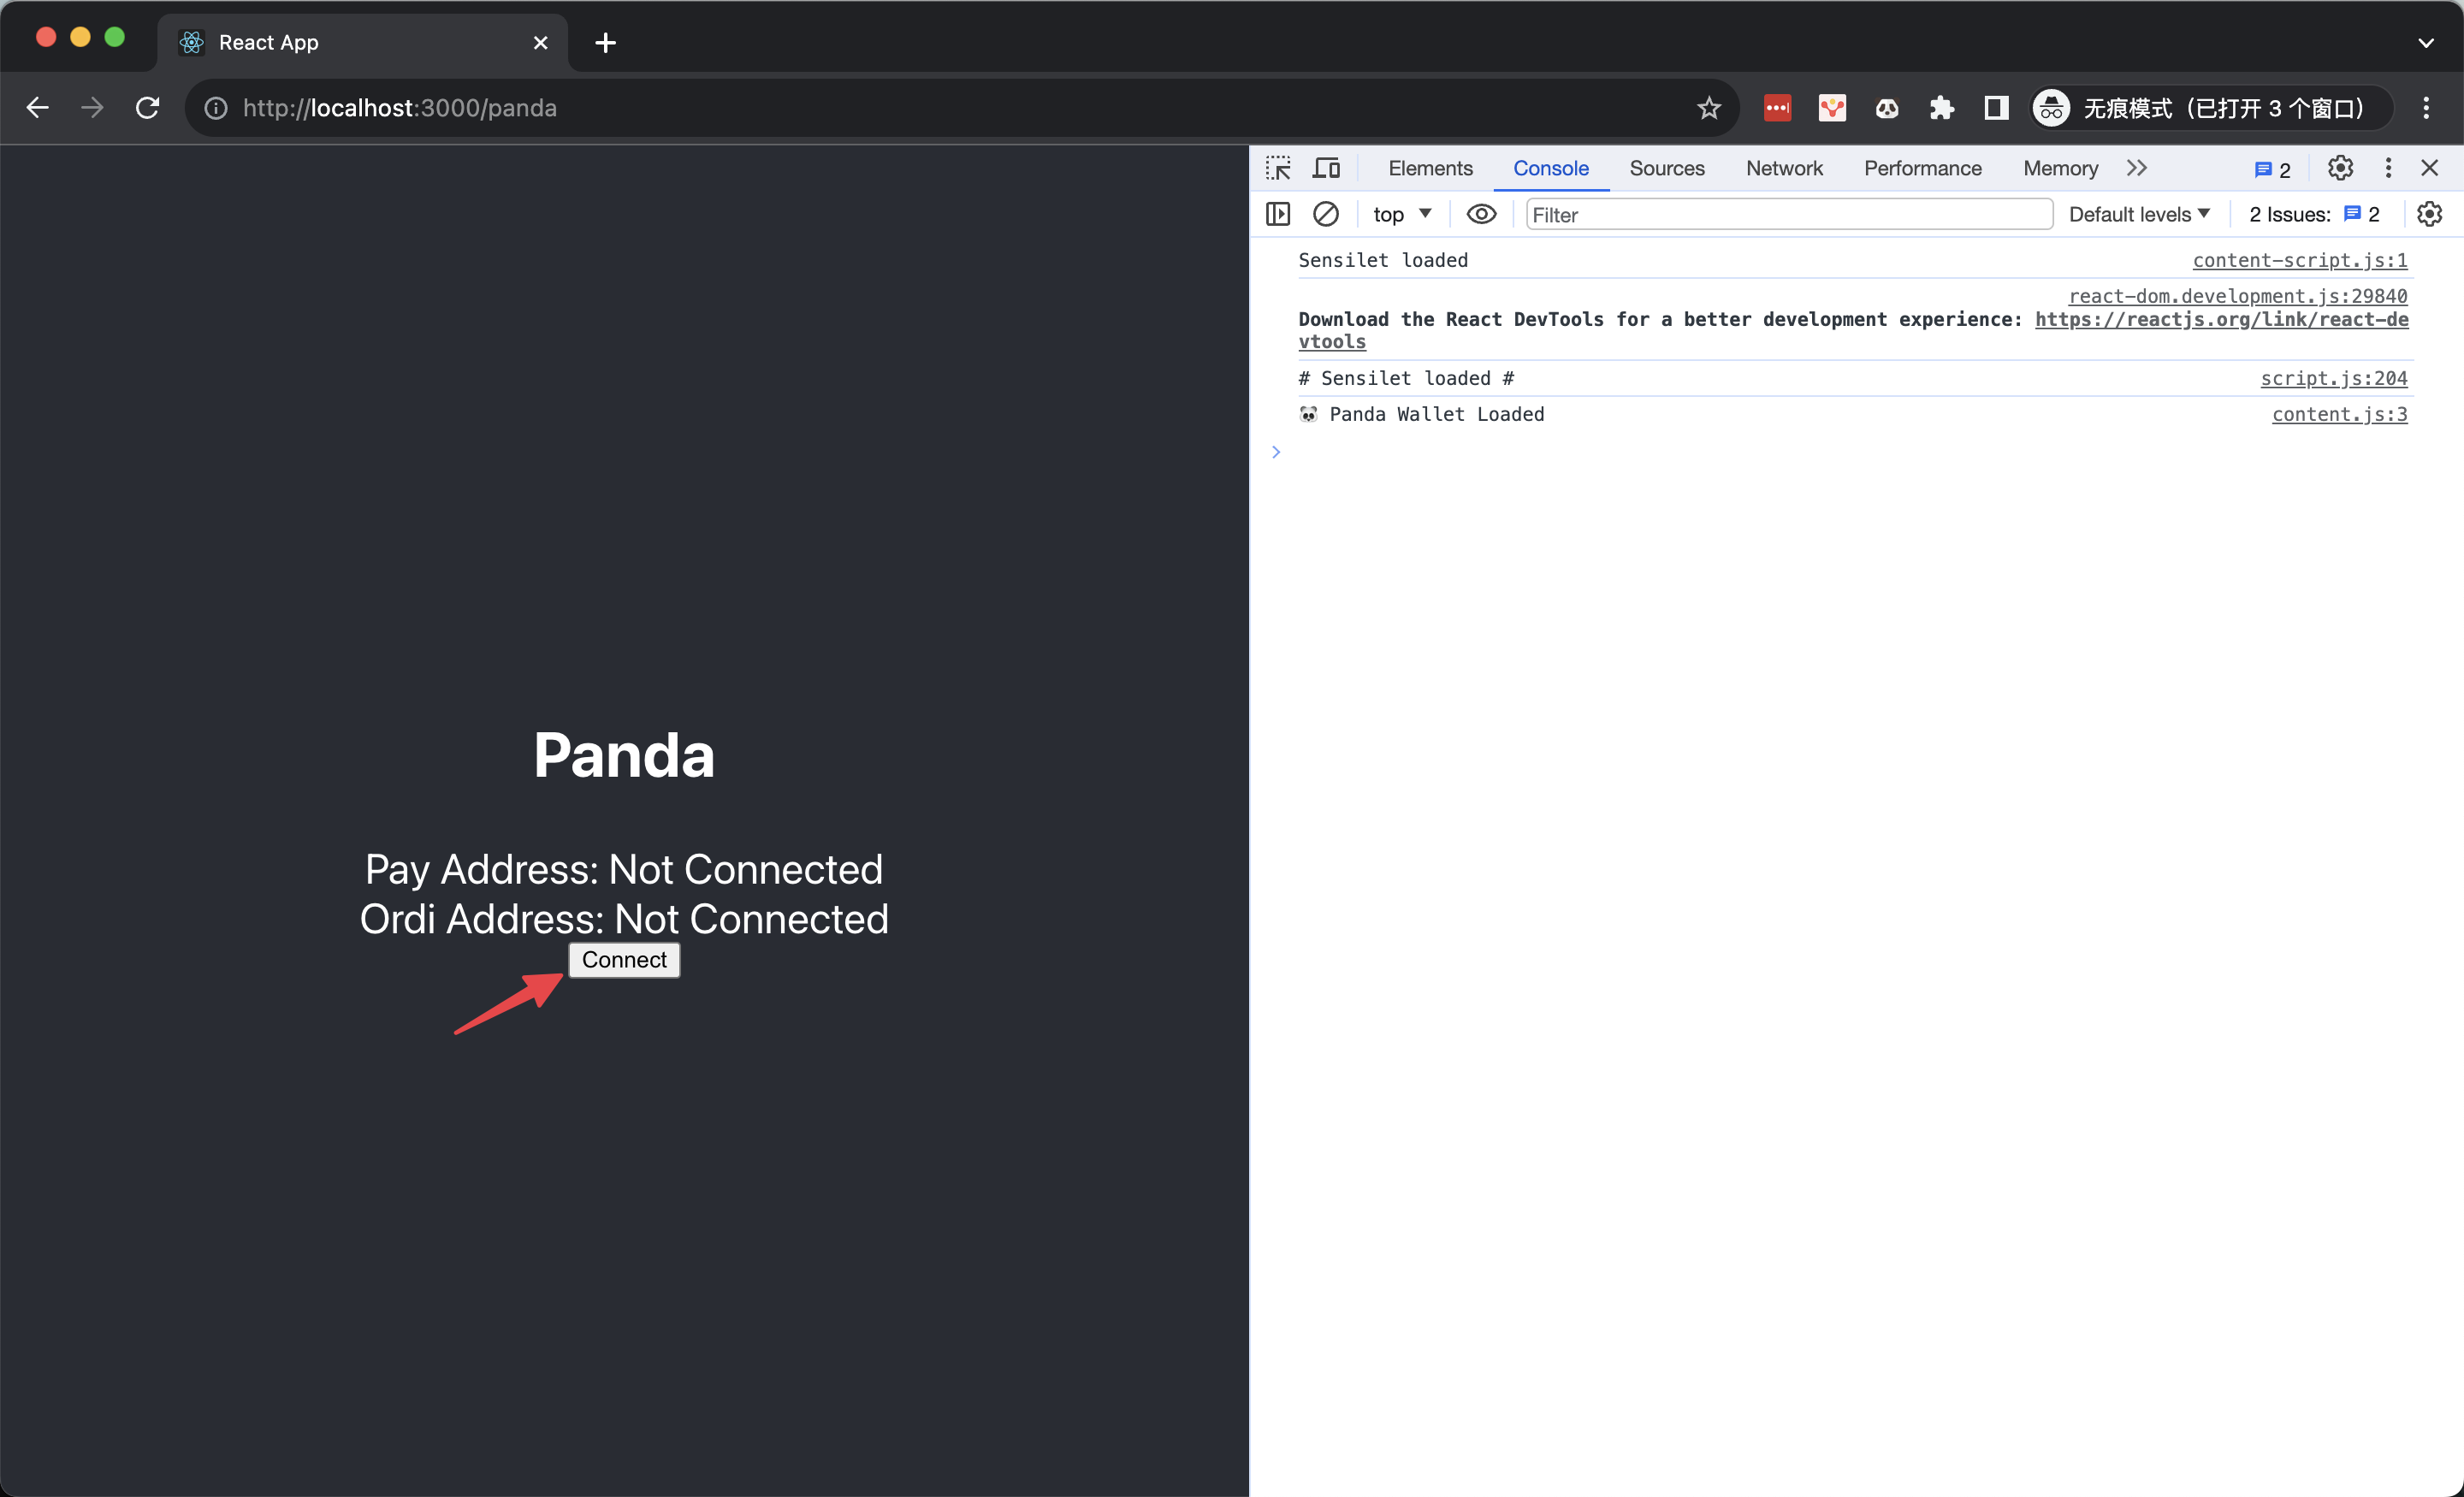 React App
http://localhost:3000/panda
无痕模式（已打开 3 个窗口）
Elements Console Sources Network Performance Memory 2
top Filter Default levels 2 Issues: 2
Sensilet loaded content-script.js:1
react-dom.development.js:29840
Download the React DevTools for a better development experience: https://reactjs.org/link/react-de
vtools
# Sensilet loaded # script.js:204
🐼 Panda Wallet Loaded content.js:3
Panda
Pay Address: Not Connected
Ordi Address: Not Connected
Connect